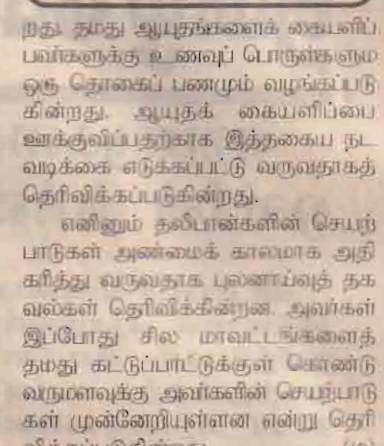 றது. தமது ஆயுதங்களைக் கையளிப்
பவர்களுக்கு உணவுப் பொருள்களும்
ஒரு தொகைப் பணமும் வழங்கப்படு
கின்றது. ஆயுதக் கையளிப்பை
ஊக்குவிப்பதற்காக இத்தகைய நட
வடிக்கை எடுக்கப்பட்டு வருவதாகத்
தெரிவிக்கப்படுகின்றது.
எனினும் தலீபான்களின் செயற்
பாடுகள் அண்மைக் காலமாக அதி
கரித்து வருவதாக புலனாய்வுத் தக
வல்கள் தெரிவிக்கின்றன. அவர்கள்
இப்போது சில மாவட்டங்களைத்
தமது கட்டுப்பாட்டுக்குள் கொண்டு
வருமளவுக்கு அவர்களின் செயற்பாடு
கள் முன்னேறியுள்ளன என்று தெரி
விக்கப்படுகின்றது.